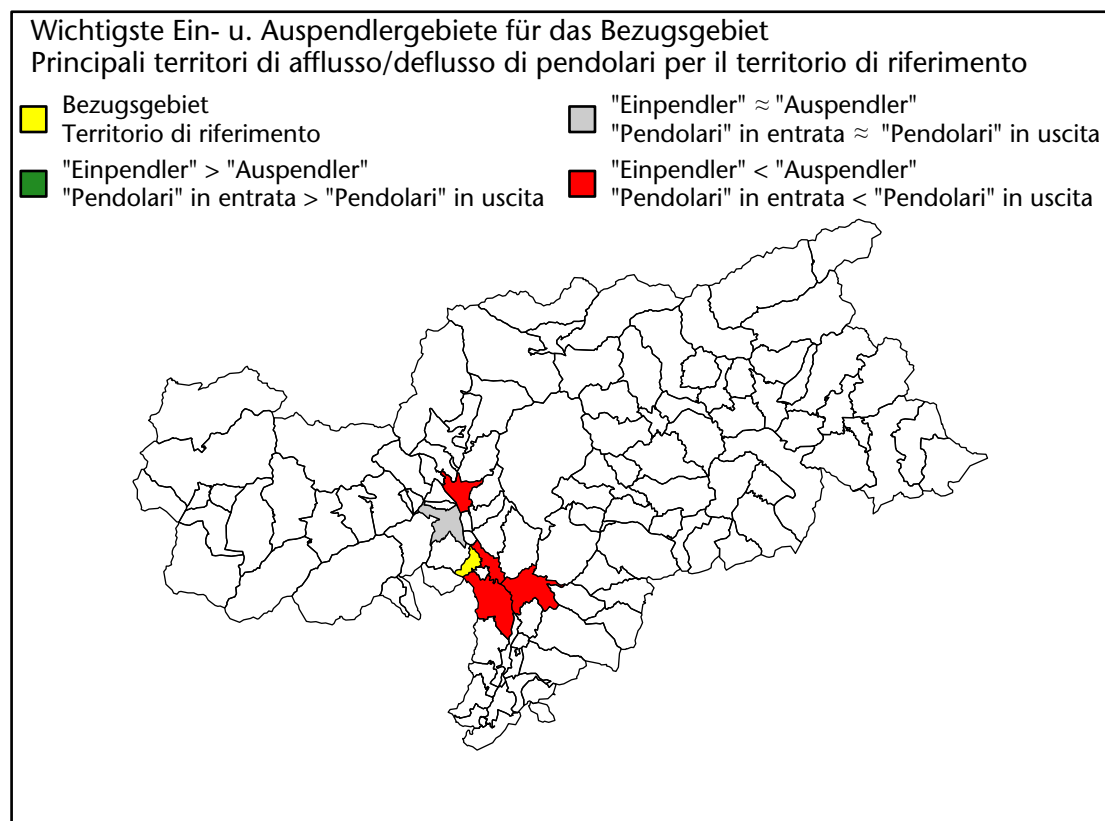 Wichtigste Ein- u. Auspendlergebiete für das Bezugsgebiet
Principali territori di afflusso/deflusso di pendolari per il territorio di riferimento
Bezugsgebiet
Territorio di riferimento
"Einpendler" > "Auspendler"
"Pendolari" in entrata > "Pendolari" in uscita
"Einpendler" ≈ "Auspendler"
"Pendolari" in entrata ≈ "Pendolari" in uscita
"Einpendler" < "Auspendler"
"Pendolari" in entrata < "Pendolari" in uscita